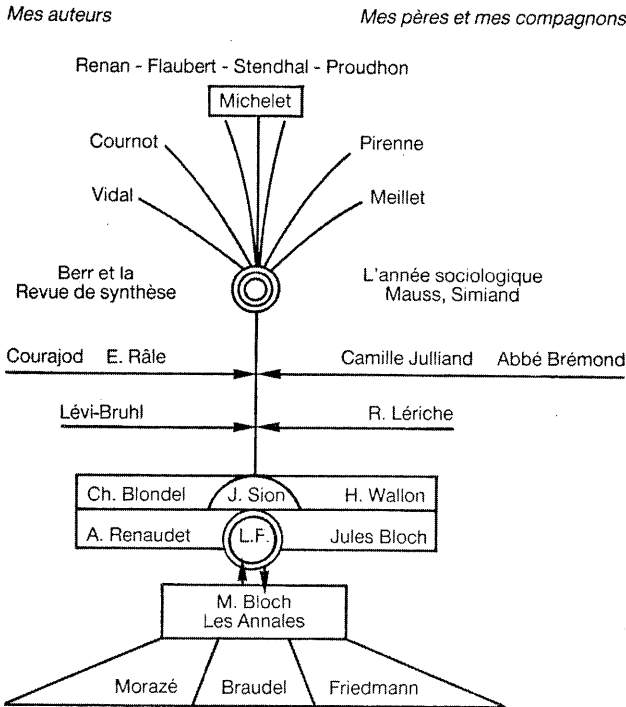 Mes auteurs
Mes pères et mes compagnons
Renan - Flaubert - Stendhal - Proudhon
Michelet
Cournot
Pirenne
Vidal
Meillet
Berr et la
Revue de synthèse
L'année sociologique
Mauss, Simiand
Courajod E. Râle
Camille Julliand Abbé Brémond
Lévi-Bruhl
R. Lériche
Ch. Blondel
J. Sion
H. Wallon
A. Renaudet
L.F.
Jules Bloch
M. Bloch
Les Annales
Morazé
Braudel
Friedmann